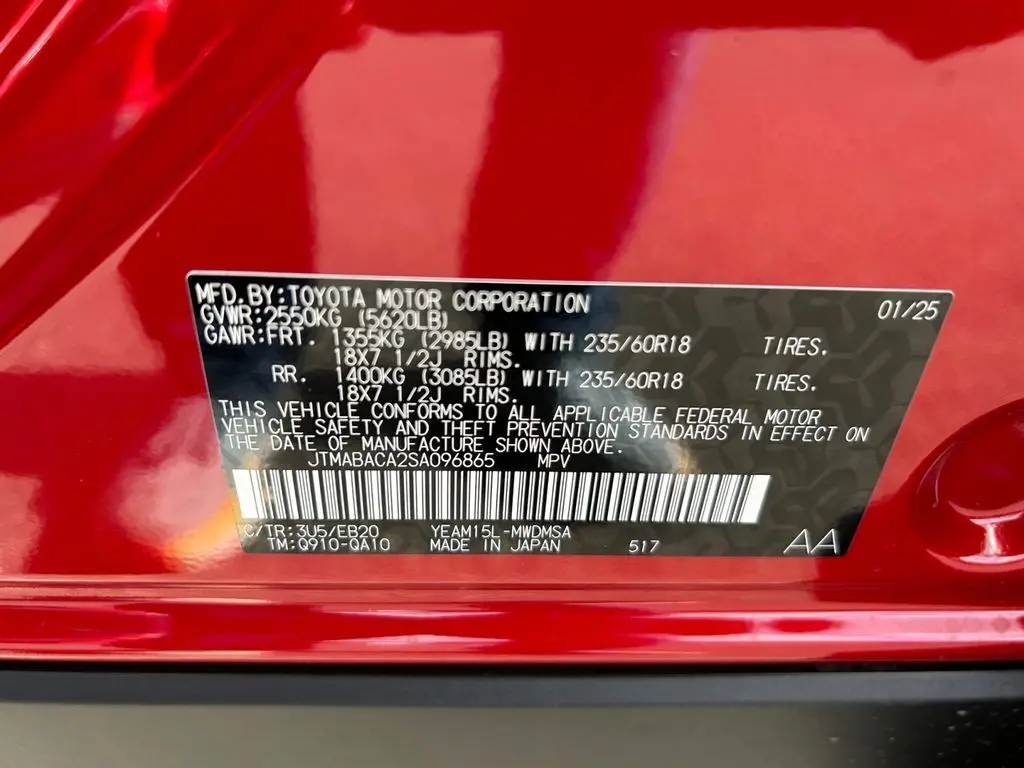 MFD.BY:TOYOTA MOTOR CORPORATION 01/25
GVWR:2550KG (5620LB)
GAWR:FRT. 1355KG (2985LB) WITH 235/60R18 TIRES.
18X7 1/2J RIMS.
RR. 1400KG (3085LB) WITH 235/60R18 TIRES.
18X7 1/2J RIMS.
THIS VEHICLE CONFORMS TO ALL APPLICABLE FEDERAL MOTOR
VEHICLE SAFETY AND THEFT PREVENTION STANDARDS IN EFFECT ON
THE DATE OF MANUFACTURE SHOWN ABOVE.
JTMABACA2SA096865 MPV
C/TR:3U5/EB20 YEAM15L-MWDMSA
TM:Q910-QA10 MADE IN JAPAN 517 AA